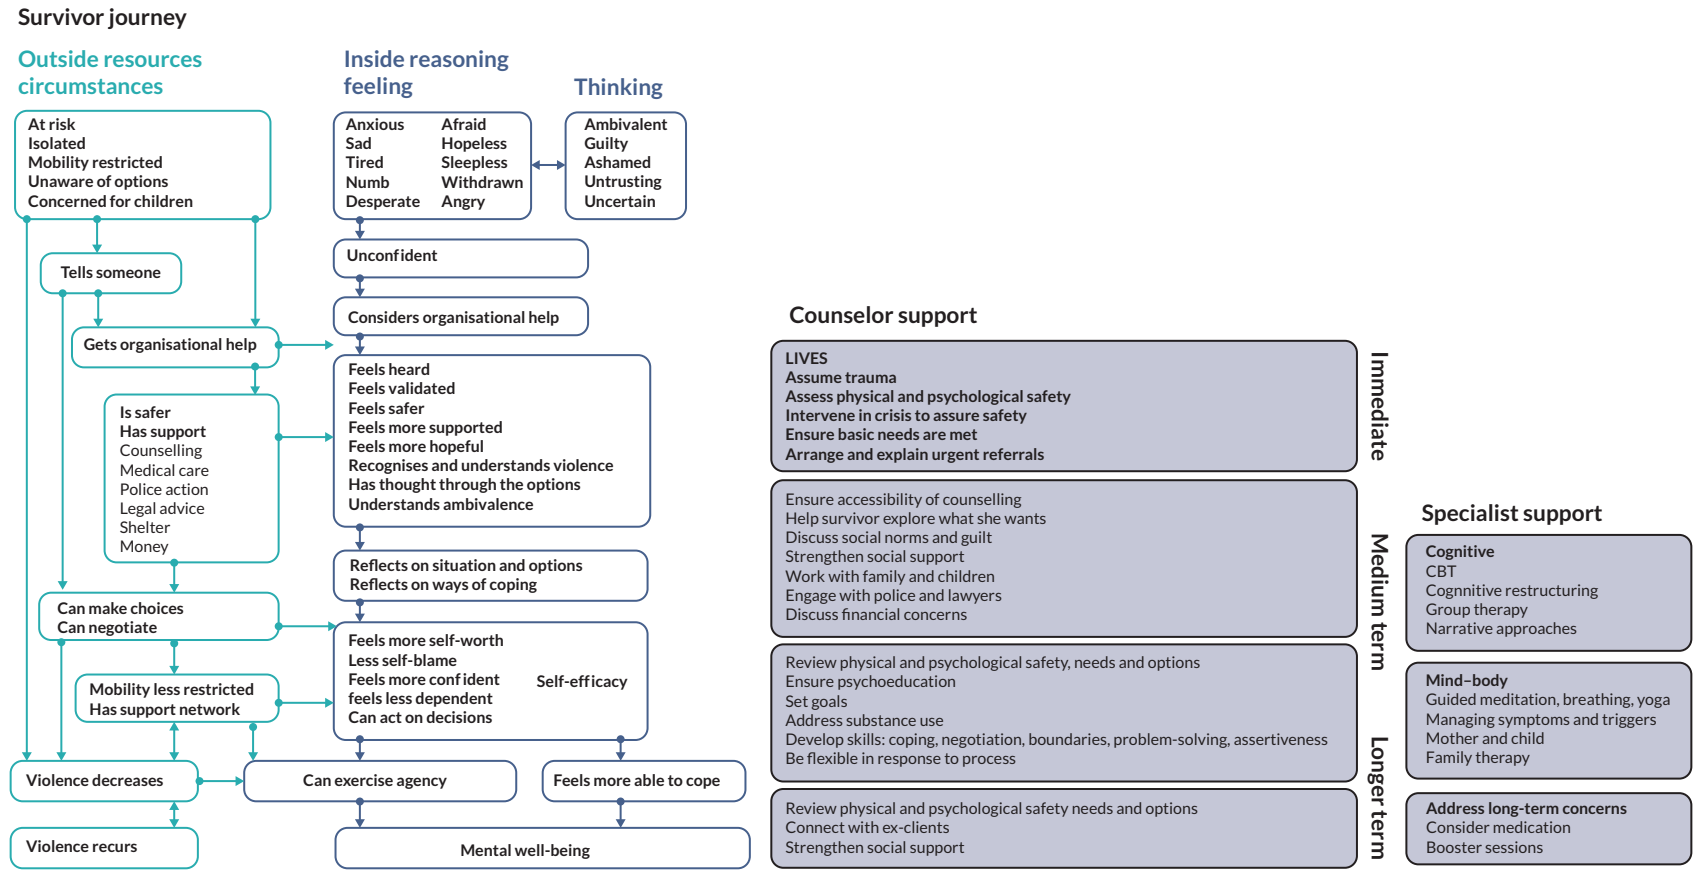 Survivor journey
Outside resources
circumstances
At risk
Isolated
Mobility restricted
Unaware of options
Concerned for children
Tells someone
Gets organisational help
Is safer
Has support
Counselling
Medical care
Police action
Legal advice
Shelter
Money
Can make choices
Can negotiate
Mobility less restricted
Has support network
Violence decreases
Violence recurs
Inside reasoning
feeling
Anxious
Sad
Tired
Numb
Desperate
Afraid
Hopeless
Sleepless
Withdrawn
Angry
Thinking
Ambivalent
Guilty
Ashamed
Untrusting
Uncertain
Unconfident
Considers organisational help
Feels heard
Feels validated
Feels safer
Feels more supported
Feels more hopeful
Recognises and understands violence
Has thought through the options
Understands ambivalence
Reflects on situation and options
Reflects on ways of coping
Feels more self-worth
Less self-blame
Feels more confident
feels less dependent
Can act on decisions
Self-efficacy
Can exercise agency
Feels more able to cope
Mental well-being
Counselor support
LIVES
Assume trauma
Assess physical and psychological safety
Intervene in crisis to assure safety
Ensure basic needs are met
Arrange and explain urgent referrals
Immediate
Ensure accessibility of counselling
Help survivor explore what she wants
Discuss social norms and guilt
Strengthen social support
Work with family and children
Engage with police and lawyers
Discuss financial concerns
Medium term
Review physical and psychological safety, needs and options
Ensure psychoeducation
Set goals
Address substance use
Develop skills: coping, negotiation, boundaries, problem-solving, assertiveness
Be flexible in response to process
Longer term
Review physical and psychological safety needs and options
Connect with ex-clients
Strengthen social support
Specialist support
Cognitive
CBT
Cognnitive restructuring
Group therapy
Narrative approaches
Mind–body
Guided meditation, breathing, yoga
Managing symptoms and triggers
Mother and child
Family therapy
Address long-term concerns
Consider medication
Booster sessions